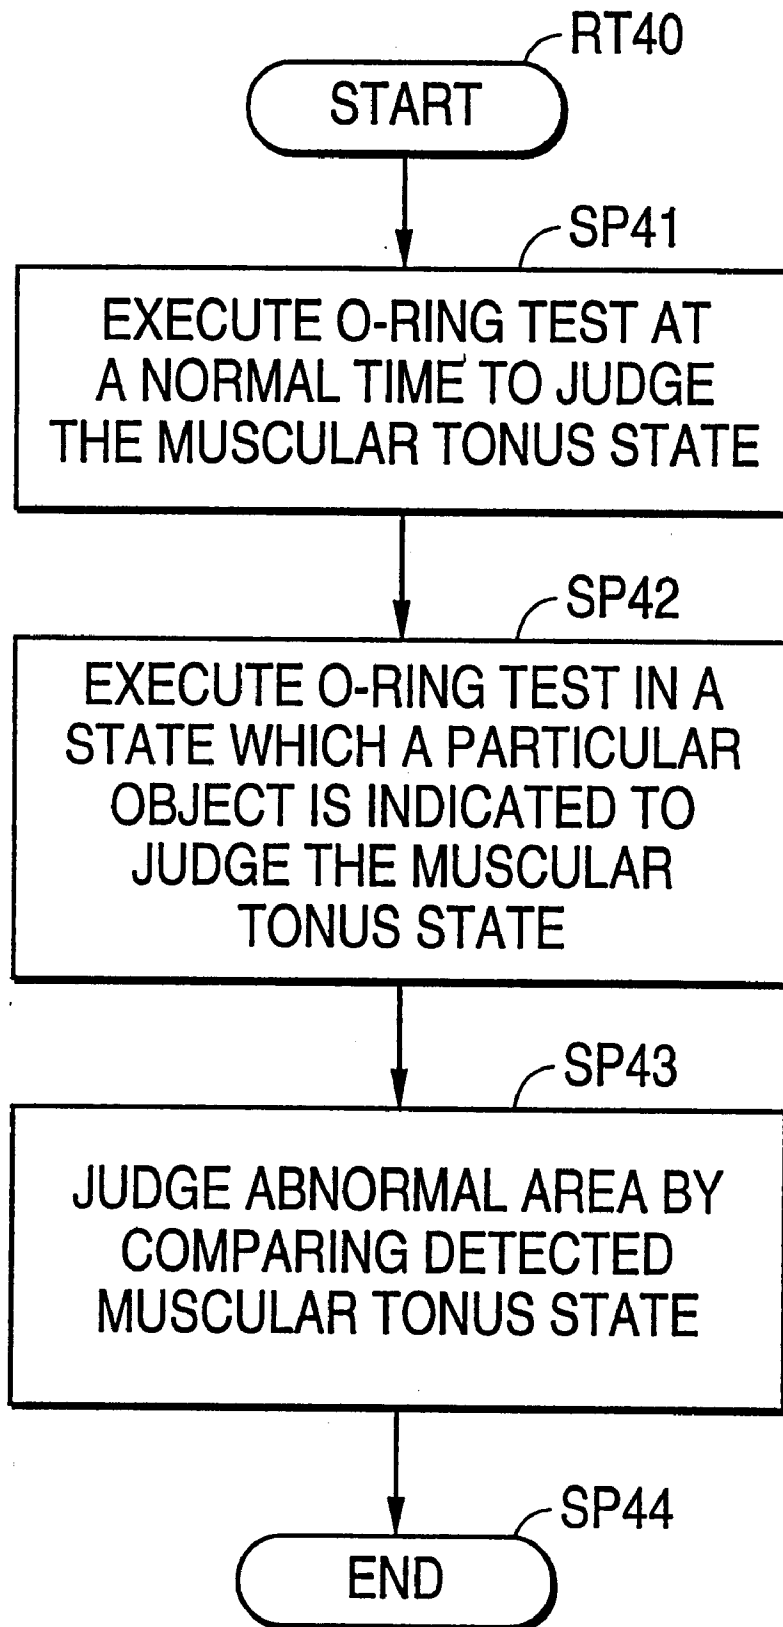 RT40
START
SP41
EXECUTE O-RING TEST AT
A NORMAL TIME TO JUDGE
THE MUSCULAR TONUS STATE
SP42
EXECUTE O-RING TEST IN A
STATE WHICH A PARTICULAR
OBJECT IS INDICATED TO
JUDGE THE MUSCULAR
TONUS STATE
SP43
JUDGE ABNORMAL AREA BY
COMPARING DETECTED
MUSCULAR TONUS STATE
SP44
END